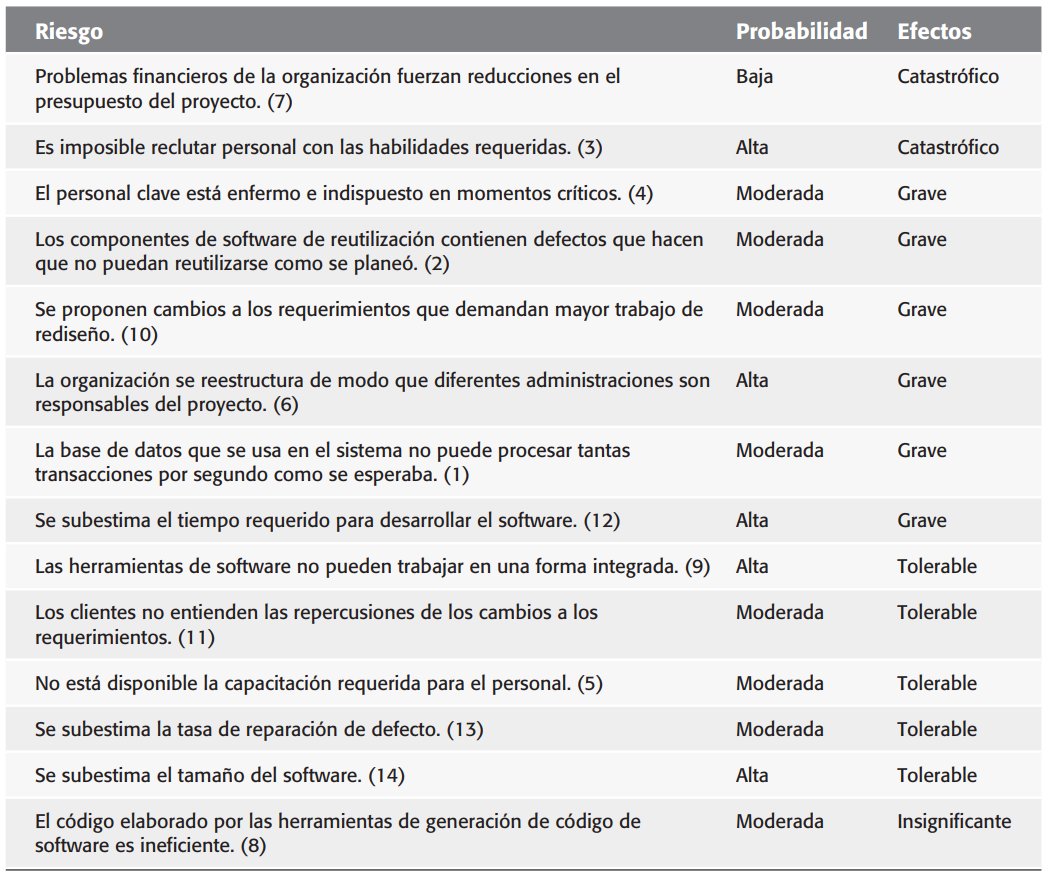 Riesgo Probabilidad Efectos
Problemas financieros de la organización fuerzan reducciones en el Baja Catastrófico
presupuesto del proyecto. (7)
Es imposible reclutar personal con las habilidades requeridas. (3) Alta Catastrófico
El personal clave está enfermo e indispuesto en momentos críticos. (4) Moderada Grave
Los componentes de software de reutilización contienen defectos que hacen Moderada Grave
que no puedan reutilizarse como se planeó. (2)
Se proponen cambios a los requerimientos que demandan mayor trabajo de Moderada Grave
rediseño. (10)
La organización se reestructura de modo que diferentes administraciones son Alta Grave
responsables del proyecto. (6)
La base de datos que se usa en el sistema no puede procesar tantas Moderada Grave
transacciones por segundo como se esperaba. (1)
Se subestima el tiempo requerido para desarrollar el software. (12) Alta Grave
Las herramientas de software no pueden trabajar en una forma integrada. (9) Alta Tolerable
Los clientes no entienden las repercusiones de los cambios a los Moderada Tolerable
requerimientos. (11)
No está disponible la capacitación requerida para el personal. (5) Moderada Tolerable
Se subestima la tasa de reparación de defecto. (13) Moderada Tolerable
Se subestima el tamaño del software. (14) Alta Tolerable
El código elaborado por las herramientas de generación de código de Moderada Insignificante
software es ineficiente. (8)